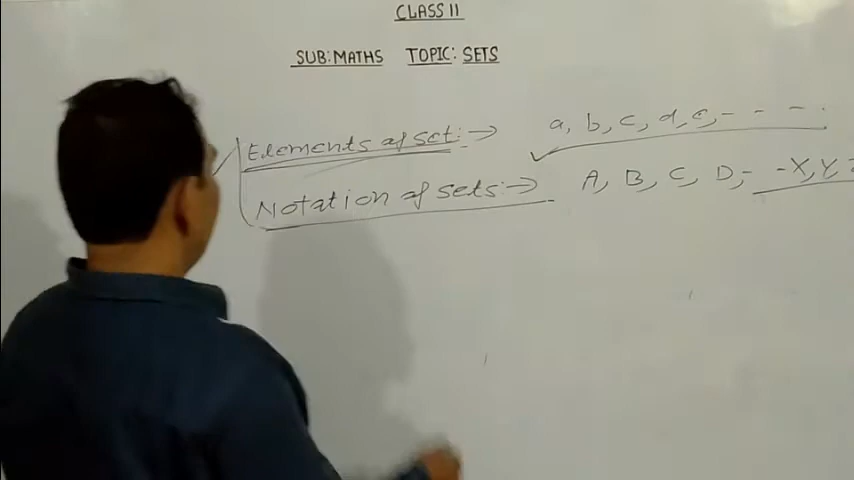 CLASS 11
SUB: MATHS TOPIC: SETS
Elements of set :→ a, b, c, d, e, - - - .
Notation of sets :→ A, B, C, D, - - X, Y, Z